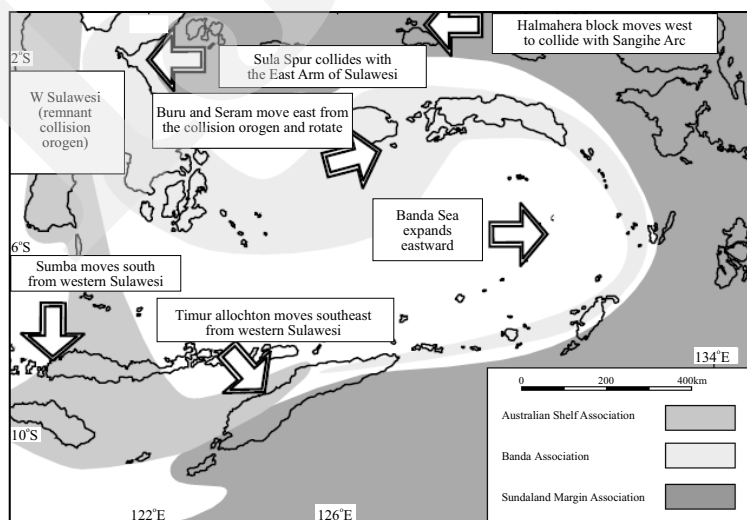 Halmahera block moves west
to collide with Sangihe Arc
2°S
Sula Spur collides with
the East Arm of Sulawesi
W Sulawesi
(remnant
collision
orogen)
Buru and Seram move east from
the collision orogen and rotate
Banda Sea
expands
eastward
6°S
Sumba moves south
from western Sulawesi
Timur allochton moves southeast
from western Sulawesi
134°E
0 200 400km
Australian Shelf Association
10°S
Banda Association
Sundaland Margin Association
122°E
126°E